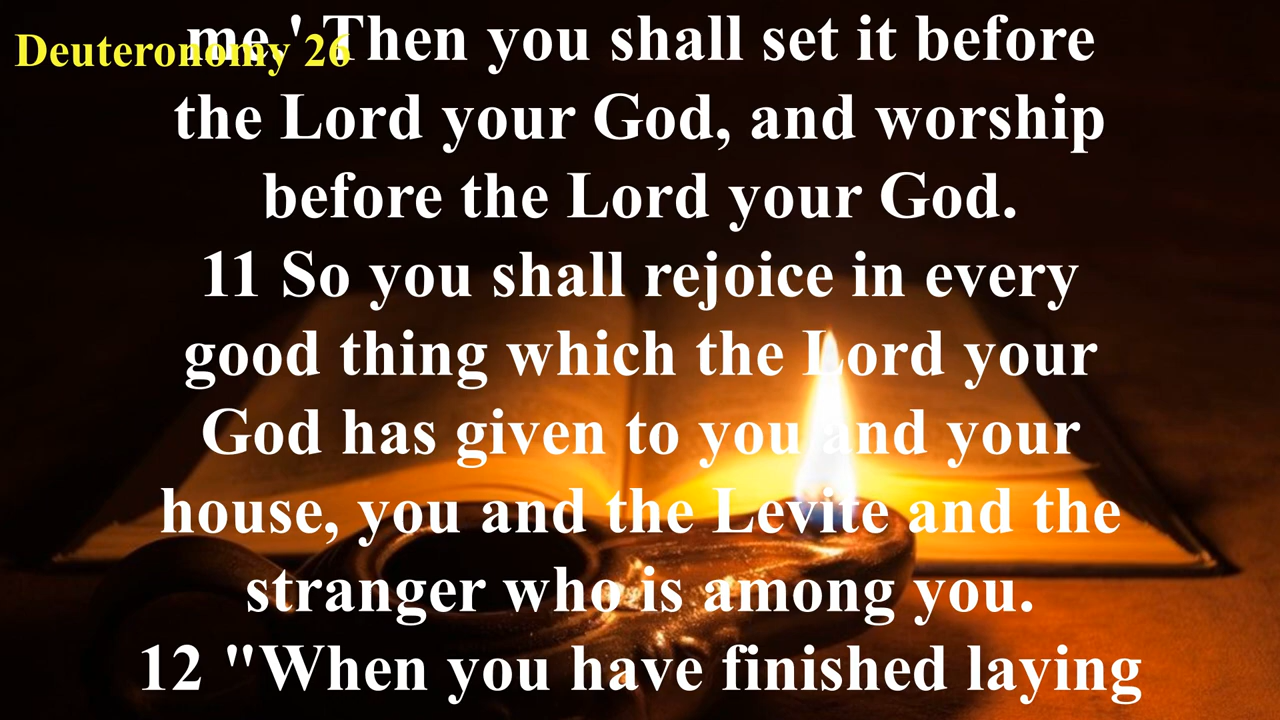 Deuteronomy 26
me.' Then you shall set it before
the Lord your God, and worship
before the Lord your God.
11 So you shall rejoice in every
good thing which the Lord your
God has given to you and your
house, you and the Levite and the
stranger who is among you.
12 "When you have finished laying